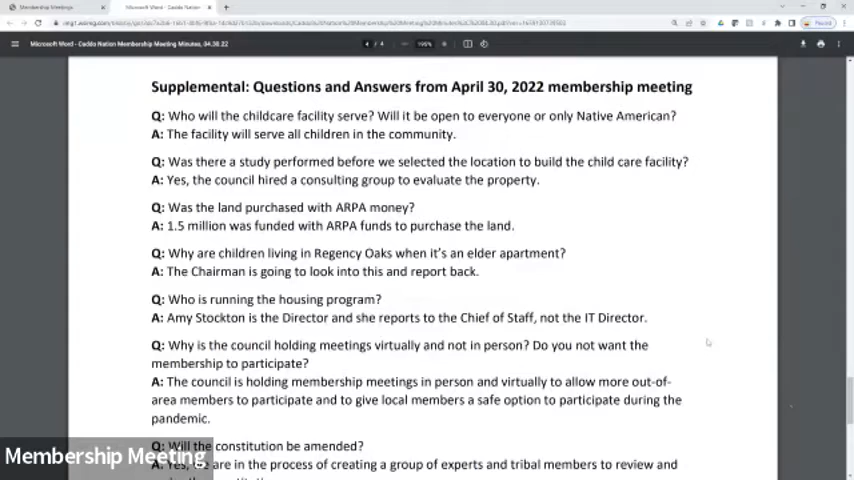 Membership Meetings
Microsoft Word - Caddo Nation Membership Meeting Minutes, 04.30.22
4 / 4
Supplemental: Questions and Answers from April 30, 2022 membership meeting
Q: Who will the childcare facility serve? Will it be open to everyone or only Native American?
A: The facility will serve all children in the community.
Q: Was there a study performed before we selected the location to build the child care facility?
A: Yes, the council hired a consulting group to evaluate the property.
Q: Was the land purchased with ARPA money?
A: 1.5 million was funded with ARPA funds to purchase the land.
Q: Why are children living in Regency Oaks when it's an elder apartment?
A: The Chairman is going to look into this and report back.
Q: Who is running the housing program?
A: Amy Stockton is the Director and she reports to the Chief of Staff, not the IT Director.
Q: Why is the council holding meetings virtually and not in person? Do you not want the
membership to participate?
A: The council is holding membership meetings in person and virtually to allow more out-of-
area members to participate and to give local members a safe option to participate during the
pandemic.
Q: Will the constitution be amended?
A: Yes, we are in the process of creating a group of experts and tribal members to review and
Membership Meeting